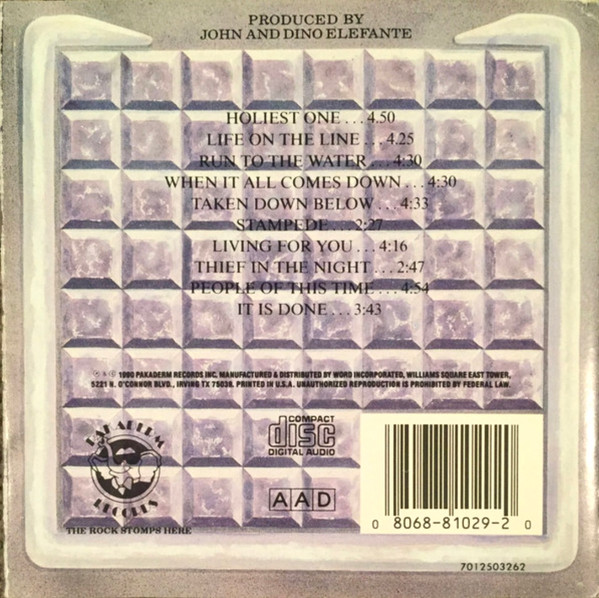 PRODUCED BY
JOHN AND DINO ELEFANTE
HOLIEST ONE...4.50
LIFE ON THE LINE...4.25
RUN TO THE WATER...4:30
WHEN IT ALL COMES DOWN...4:30
TAKEN DOWN BELOW...4:33
STAMPEDE...2:27
LIVING FOR YOU...4:16
THIEF IN THE NIGHT...2:47
PEOPLE OF THIS TIME...4:54
IT IS DONE...3:43
℗ & © 1990 PAKADERM RECORDS INC. MANUFACTURED & DISTRIBUTED BY WORD INCORPORATED, WILLIAMS SQUARE EAST TOWER,
5221 N. O'CONNOR BLVD., IRVING TX 75039. PRINTED IN U.S.A. UNAUTHORIZED REPRODUCTION IS PROHIBITED BY FEDERAL LAW.
PAKADERM
RECORDS
THE ROCK STOMPS HERE
COMPACT
disc
DIGITAL AUDIO
AAD
0 8068-81029-2 0
7012503262